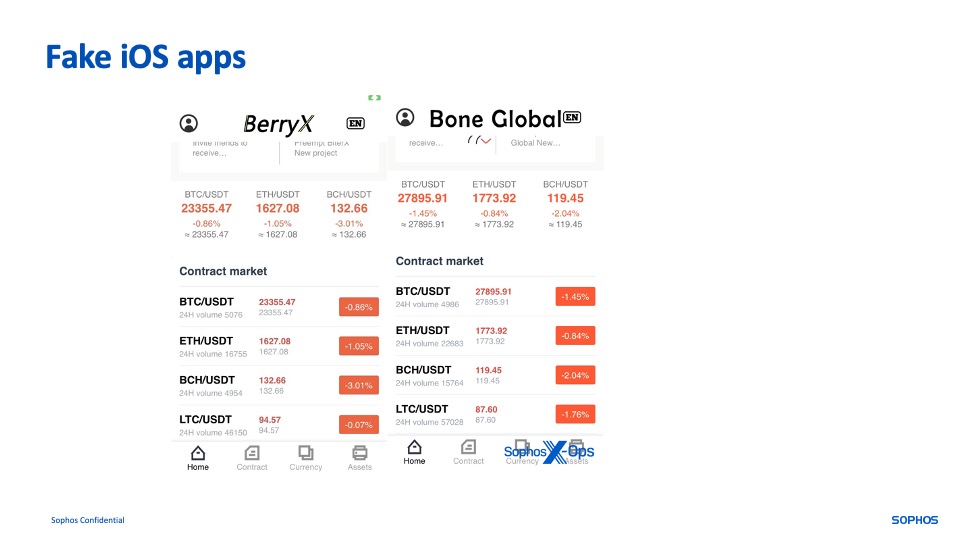 Fake iOS apps
BerryX
EN
Invite friends to
receive...
Preempt BiterX
New project
BTC/USDT ETH/USDT BCH/USDT
23355.47 1627.08 132.66
-0.86% -1.05% -3.01%
≈ 23355.47 ≈ 1627.08 ≈ 132.66
Contract market
BTC/USDT 23355.47 -0.86%
24H volume 5076 23355.47
ETH/USDT 1627.08 -1.05%
24H volume 16755 1627.08
BCH/USDT 132.66 -3.01%
24H volume 4954 132.66
LTC/USDT 94.57 -0.07%
24H volume 46150 94.57
Home Contract Currency Assets
Bone Global
EN
receive...
Global New...
BTC/USDT ETH/USDT BCH/USDT
27895.91 1773.92 119.45
-1.45% -0.84% -2.04%
≈ 27895.91 ≈ 1773.92 ≈ 119.45
Contract market
BTC/USDT 27895.91 -1.45%
24H volume 4986 27895.91
ETH/USDT 1773.92 -0.84%
24H volume 22683 1773.92
BCH/USDT 119.45 -2.04%
24H volume 15764 119.45
LTC/USDT 87.60 -1.76%
24H volume 57028 87.60
Sophos X-Ops
Home Contract Currency Assets
Sophos Confidential
SOPHOS